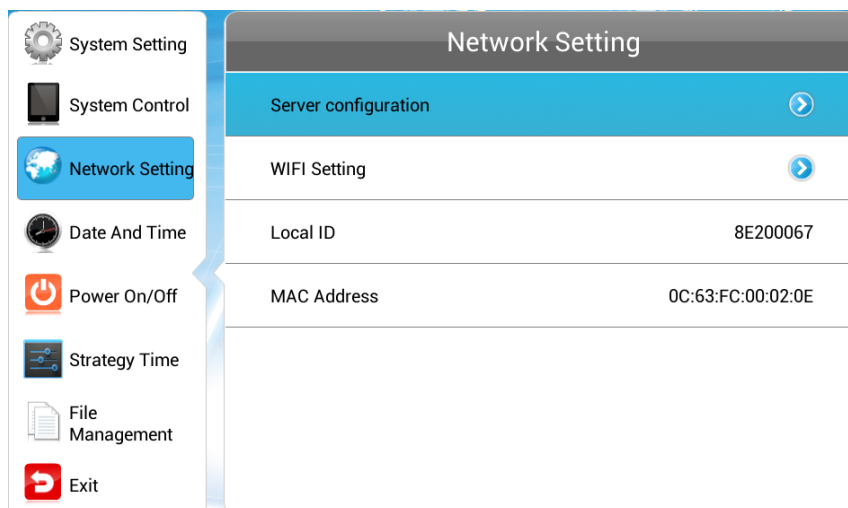 System Setting
System Control
Network Setting
Date And Time
Power On/Off
Strategy Time
File
Management
Exit
Network Setting
Server configuration
WIFI Setting
Local ID 8E200067
MAC Address 0C:63:FC:00:02:0E